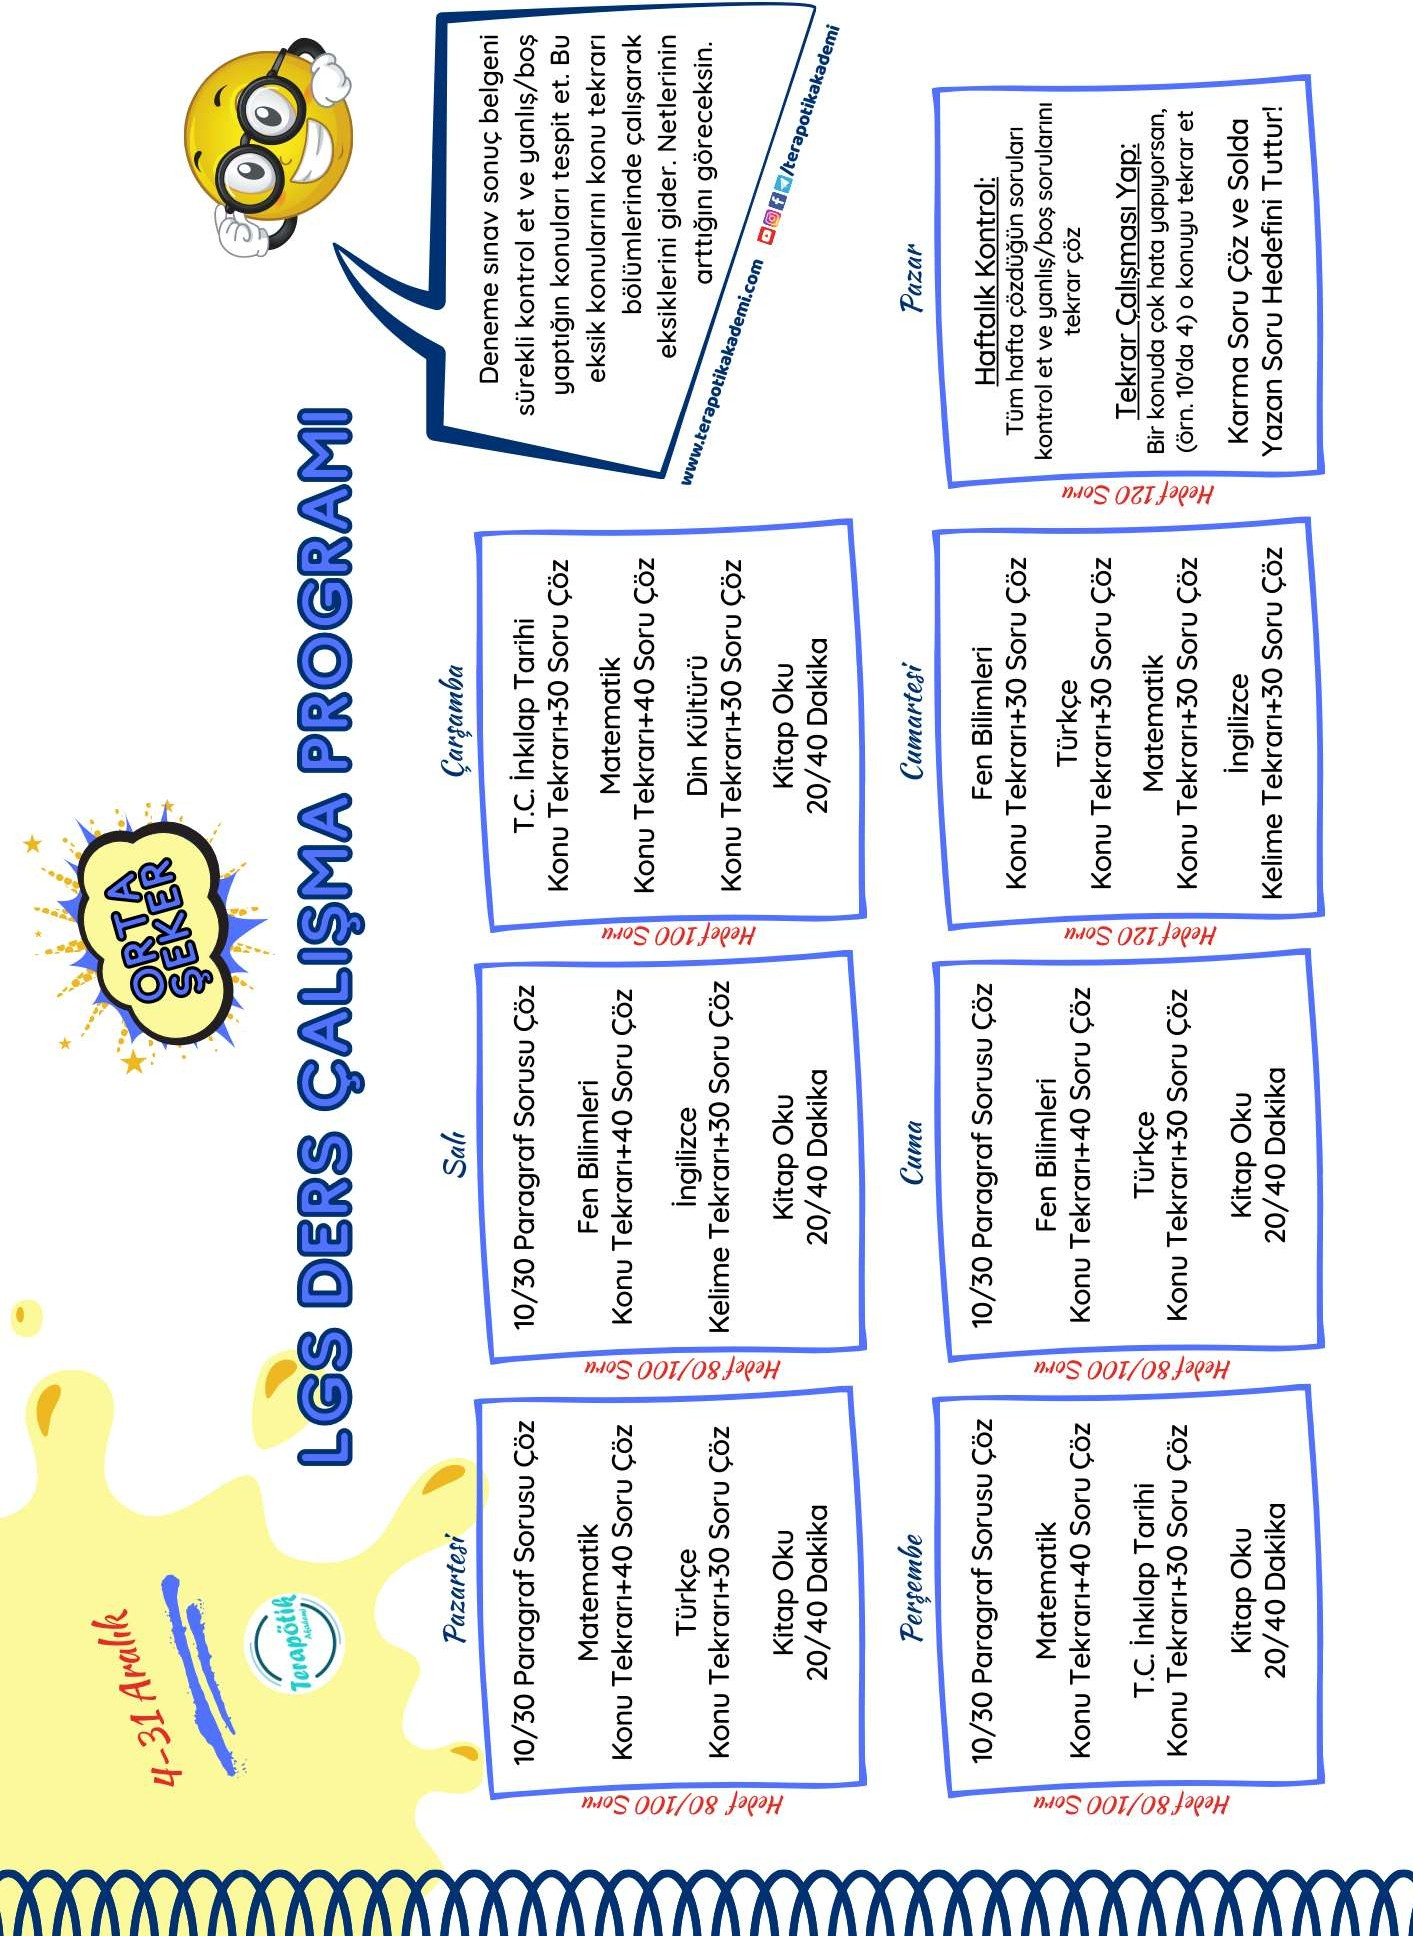 4-31 Aralık
Terapötik
Akademi
ORTA
ŞEKER
LGS DERS ÇALIŞMA PROGRAMI
Deneme sınav sonuç belgeni
sürekli kontrol et ve yanlış/boş
yaptığın konuları tespit et. Bu
eksik konularını konu tekrarı
bölümlerinde çalışarak
eksiklerini gider. Netlerinin
arttığını göreceksin.
www.terapotikakademi.com /terapotikakademi
Pazartesi
Hedef 80/100 Soru
10/30 Paragraf Sorusu Çöz
Matematik
Konu Tekrarı+40 Soru Çöz
Türkçe
Konu Tekrarı+30 Soru Çöz
Kitap Oku
20/40 Dakika
Salı
Hedef 80/100 Soru
10/30 Paragraf Sorusu Çöz
Fen Bilimleri
Konu Tekrarı+40 Soru Çöz
İngilizce
Kelime Tekrarı+30 Soru Çöz
Kitap Oku
20/40 Dakika
Çarşamba
Hedef 100 Soru
T.C. İnkılap Tarihi
Konu Tekrarı+30 Soru Çöz
Matematik
Konu Tekrarı+40 Soru Çöz
Din Kültürü
Konu Tekrarı+30 Soru Çöz
Kitap Oku
20/40 Dakika
Perşembe
Hedef 80/100 Soru
10/30 Paragraf Sorusu Çöz
Matematik
Konu Tekrarı+40 Soru Çöz
T.C. İnkılap Tarihi
Konu Tekrarı+30 Soru Çöz
Kitap Oku
20/40 Dakika
Cuma
Hedef 80/100 Soru
10/30 Paragraf Sorusu Çöz
Fen Bilimleri
Konu Tekrarı+40 Soru Çöz
Türkçe
Konu Tekrarı+30 Soru Çöz
Kitap Oku
20/40 Dakika
Cumartesi
Hedef 120 Soru
Fen Bilimleri
Konu Tekrarı+30 Soru Çöz
Türkçe
Konu Tekrarı+30 Soru Çöz
Matematik
Konu Tekrarı+30 Soru Çöz
İngilizce
Kelime Tekrarı+30 Soru Çöz
Pazar
Hedef 120 Soru
Haftalık Kontrol:
Tüm hafta çözdüğün soruları
kontrol et ve yanlış/boş sorularını
tekrar çöz
Tekrar Çalışması Yap:
Bir konuda çok hata yapıyorsan,
(örn. 10'da 4) o konuyu tekrar et
Karma Soru Çöz ve Solda
Yazan Soru Hedefini Tuttur!